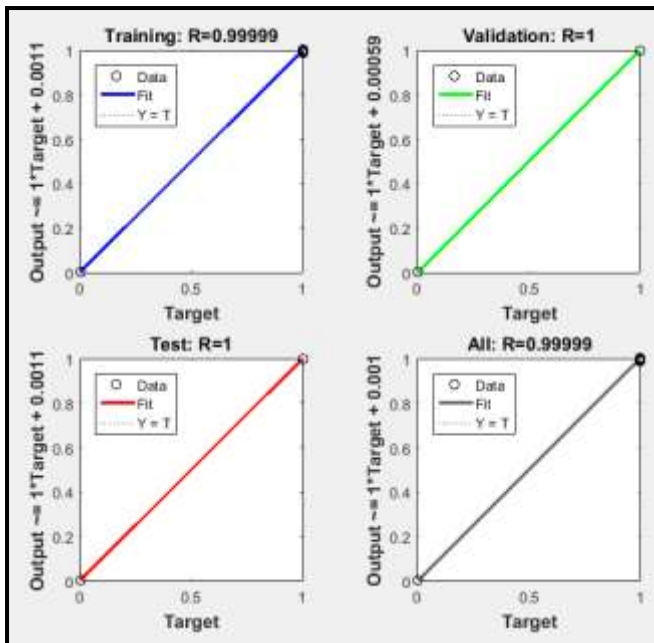 Training: R=0.99999
Output ~= 1*Target + 0.0011
1
0.8
0.6
0.4
0.2
0
Data
Fit
Y = T
0
0.5
1
Target
Validation: R=1
Output ~= 1*Target + 0.00059
1
0.8
0.6
0.4
0.2
0
Data
Fit
Y = T
0
0.5
1
Target
Test: R=1
Output ~= 1*Target + 0.0011
1
0.8
0.6
0.4
0.2
0
Data
Fit
Y = T
0
0.5
1
Target
All: R=0.99999
Output ~= 1*Target + 0.001
1
0.8
0.6
0.4
0.2
0
Data
Fit
Y = T
0
0.5
1
Target